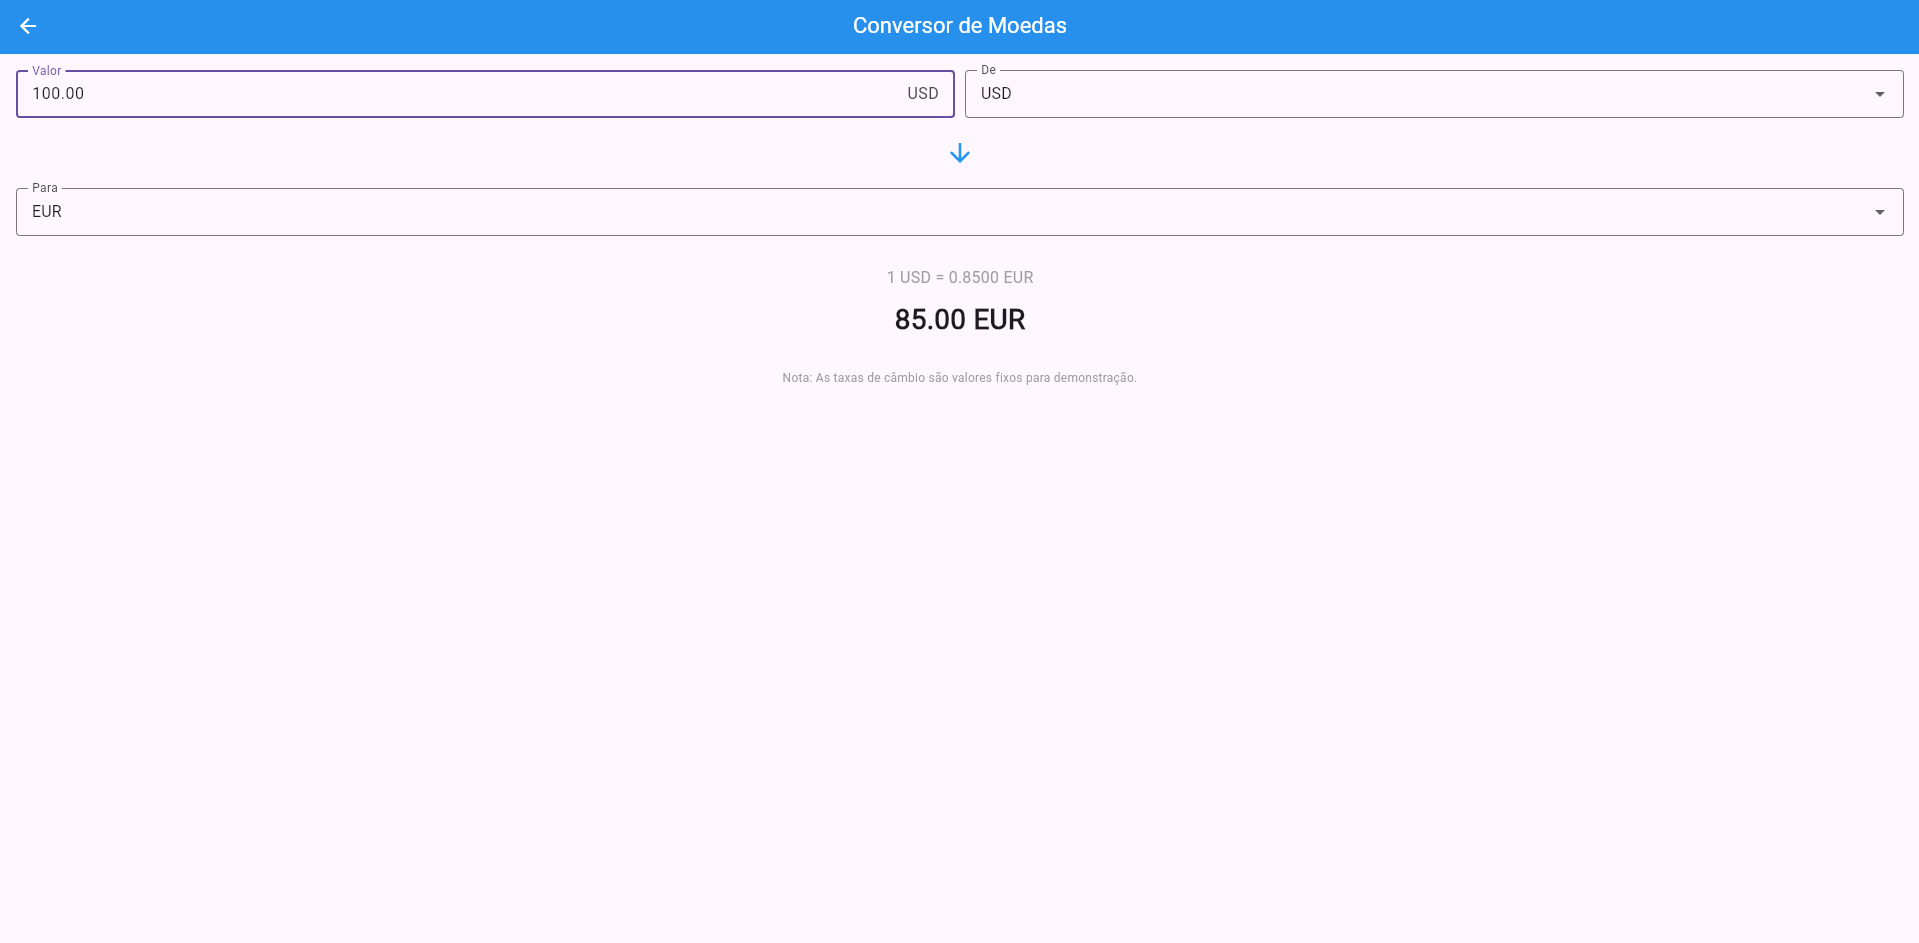 Conversor de Moedas
Valor
100.00 USD
De
USD
Para
EUR
1 USD = 0.8500 EUR
85.00 EUR
Nota: As taxas de câmbio são valores fixos para demonstração.